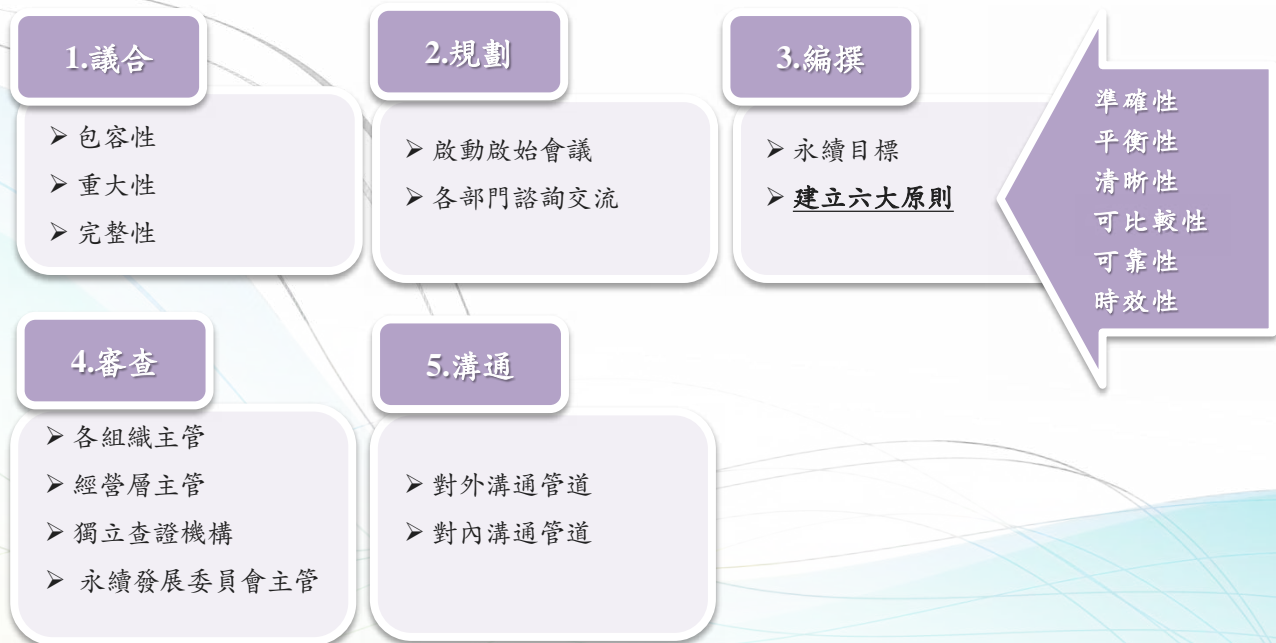 1.議合
➢ 包容性
➢ 重大性
➢ 完整性
2.規劃
➢ 啟動啟始會議
➢ 各部門諮詢交流
3.編撰
➢ 永續目標
➢ 建立六大原則
準確性
平衡性
清晰性
可比較性
可靠性
時效性
4.審查
➢ 各組織主管
➢ 經營層主管
➢ 獨立查證機構
➢ 永續發展委員會主管
5.溝通
➢ 對外溝通管道
➢ 對內溝通管道